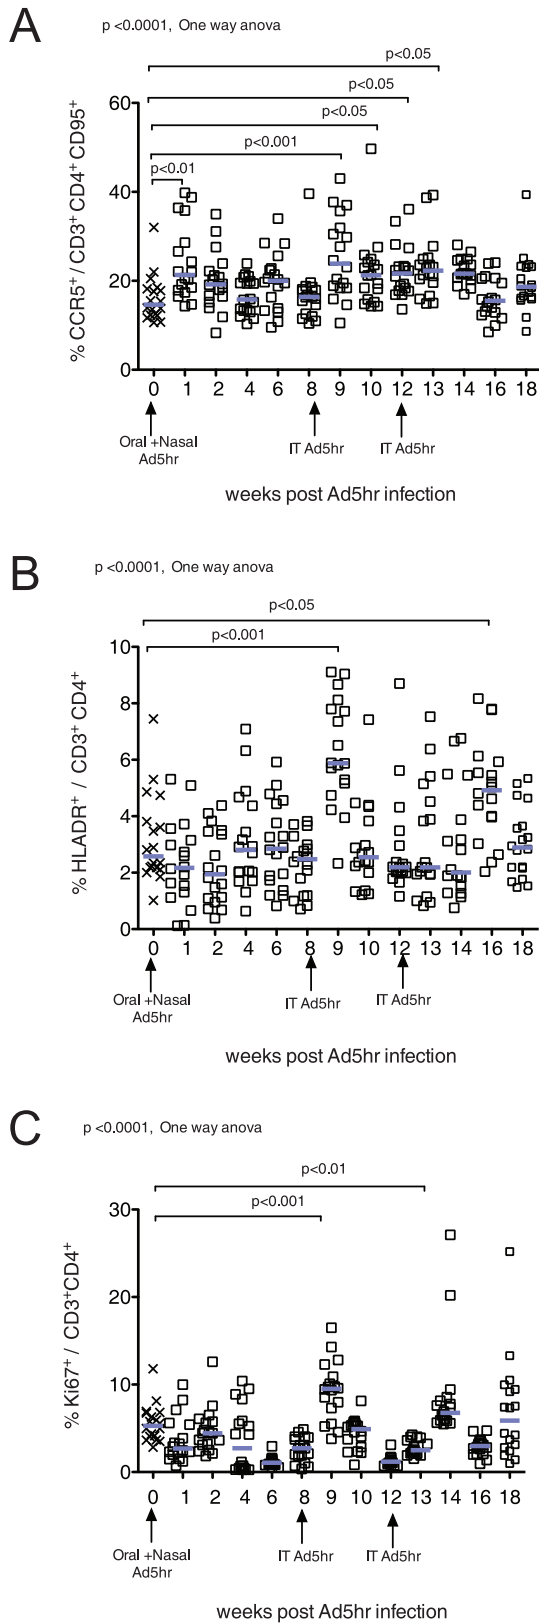 A
p <0.0001, One way anova
p<0.05
p<0.05
p<0.05
p<0.001
p<0.01
% CCR5⁺ / CD3⁺ CD4⁺ CD95⁺
60
40
20
0
0 1 2 4 6 8 9 10 12 13 14 16 18
Oral +Nasal
Ad5hr
IT Ad5hr
IT Ad5hr
weeks post Ad5hr infection
B
p <0.0001, One way anova
p<0.05
p<0.001
% HLADR⁺ / CD3⁺ CD4⁺
10
8
6
4
2
0
0 1 2 4 6 8 9 10 12 13 14 16 18
Oral +Nasal
Ad5hr
IT Ad5hr
IT Ad5hr
weeks post Ad5hr infection
C
p <0.0001, One way anova
p<0.01
p<0.001
% Ki67⁺ / CD3⁺CD4⁺
30
20
10
0
0 1 2 4 6 8 9 10 12 13 14 16 18
Oral +Nasal
Ad5hr
IT Ad5hr
IT Ad5hr
weeks post Ad5hr infection